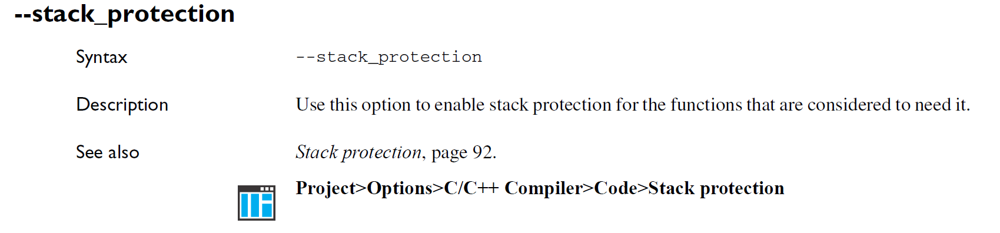 --stack_protection
Syntax --stack_protection
Description Use this option to enable stack protection for the functions that are considered to need it.
See also Stack protection, page 92.
Project>Options>C/C++ Compiler>Code>Stack protection